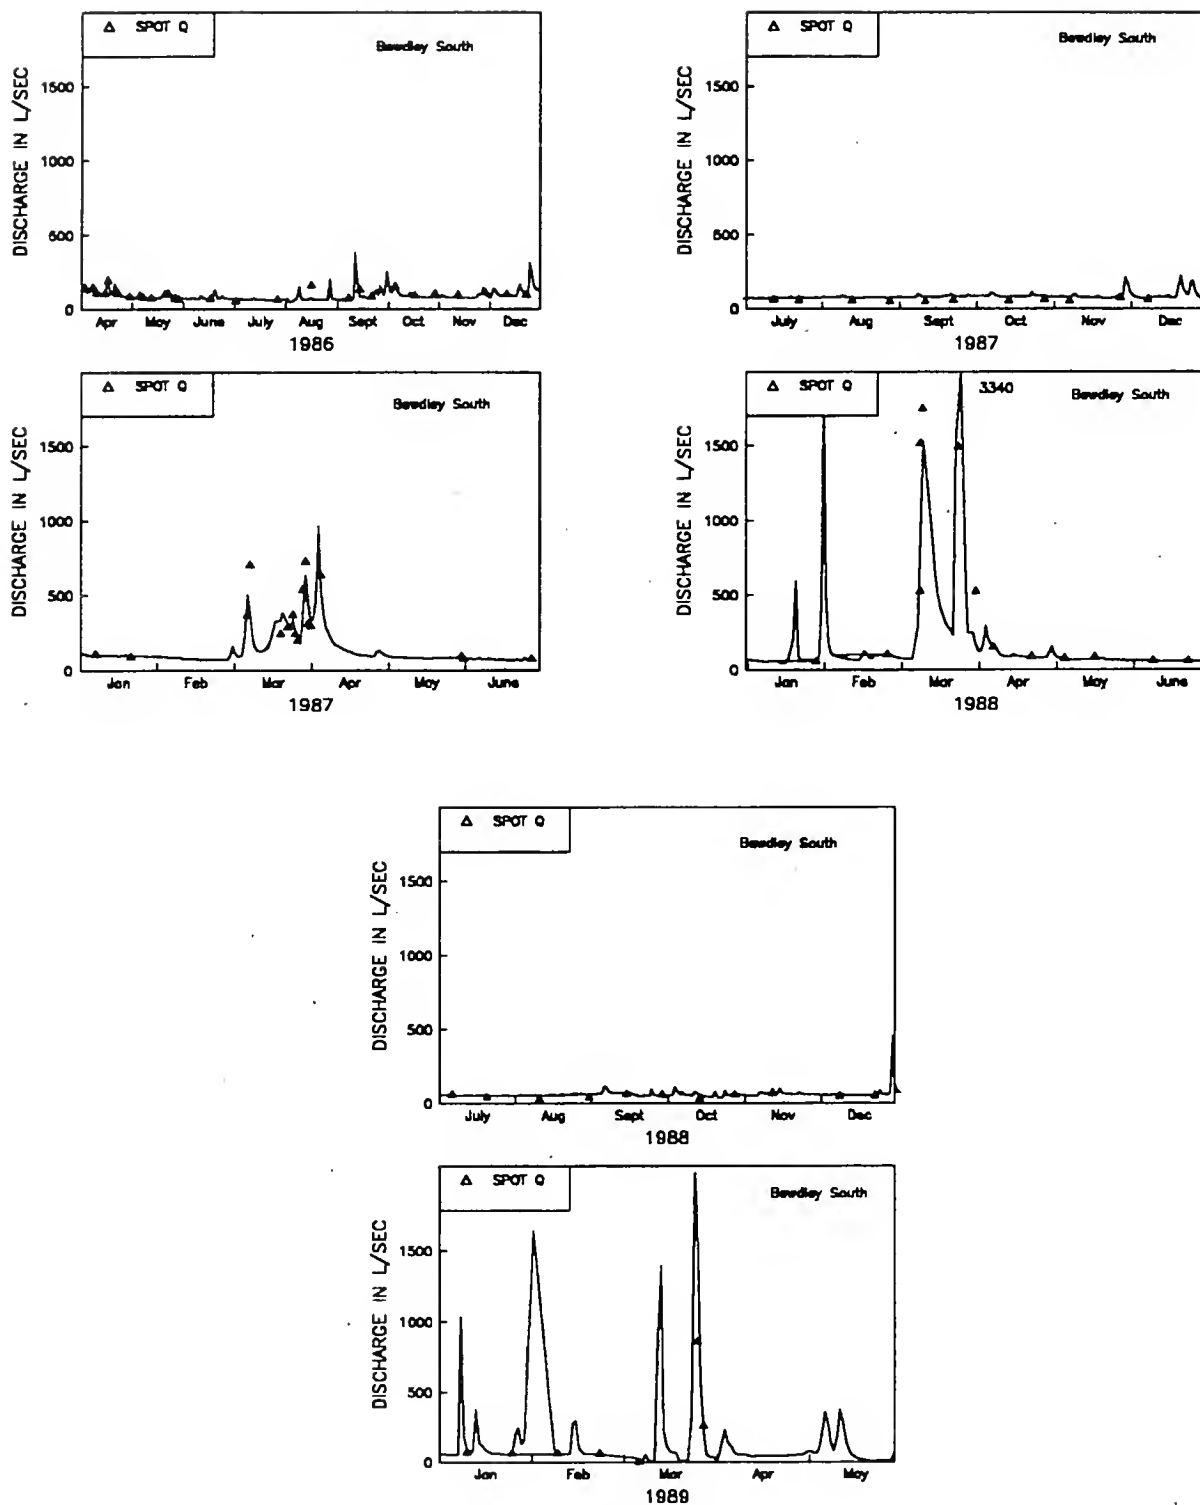 △ SPOT Q
Bewdley South
DISCHARGE IN L/SEC
1500
1000
500
0
Apr May June July Aug Sept Oct Nov Dec
1986
△ SPOT Q
Bewdley South
DISCHARGE IN L/SEC
1500
1000
500
0
July Aug Sept Oct Nov Dec
1987
△ SPOT Q
Bewdley South
DISCHARGE IN L/SEC
1500
1000
500
0
Jan Feb Mar Apr May June
1987
△ SPOT Q
3340
Bewdley South
DISCHARGE IN L/SEC
1500
1000
500
0
Jan Feb Mar Apr May June
1988
△ SPOT Q
Bewdley South
DISCHARGE IN L/SEC
1500
1000
500
0
July Aug Sept Oct Nov Dec
1988
△ SPOT Q
Bewdley South
DISCHARGE IN L/SEC
1500
1000
500
0
Jan Feb Mar Apr May
1989